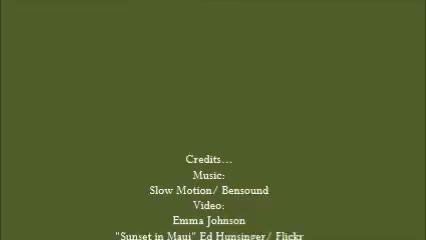 Credits...
Music:
Slow Motion/ Bensound
Video:
Emma Johnson
"Sunset in Maui" Ed Hunsinger/ Flickr